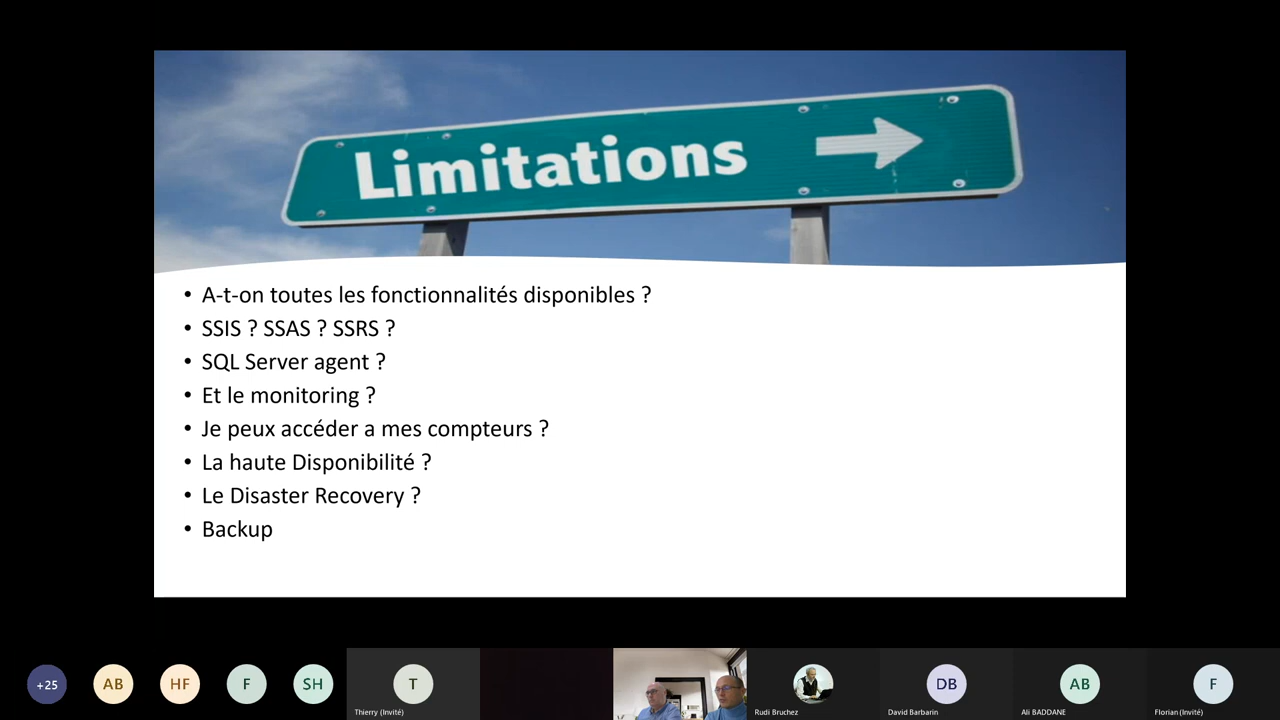 Limitations
• A-t-on toutes les fonctionnalités disponibles ?
• SSIS ? SSAS ? SSRS ?
• SQL Server agent ?
• Et le monitoring ?
• Je peux accéder a mes compteurs ?
• La haute Disponibilité ?
• Le Disaster Recovery ?
• Backup
+25
AB
HF
F
SH
T
DB
AB
F
Thierry (Invité)
Rudi Bruchez
David Barbarin
Ali BADDANE
Florian (Invité)